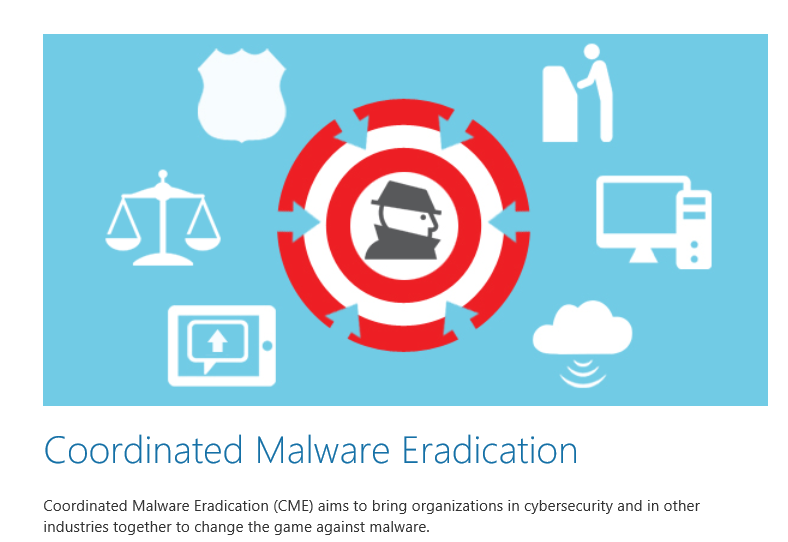 Coordinated Malware Eradication
Coordinated Malware Eradication (CME) aims to bring organizations in cybersecurity and in other
industries together to change the game against malware.